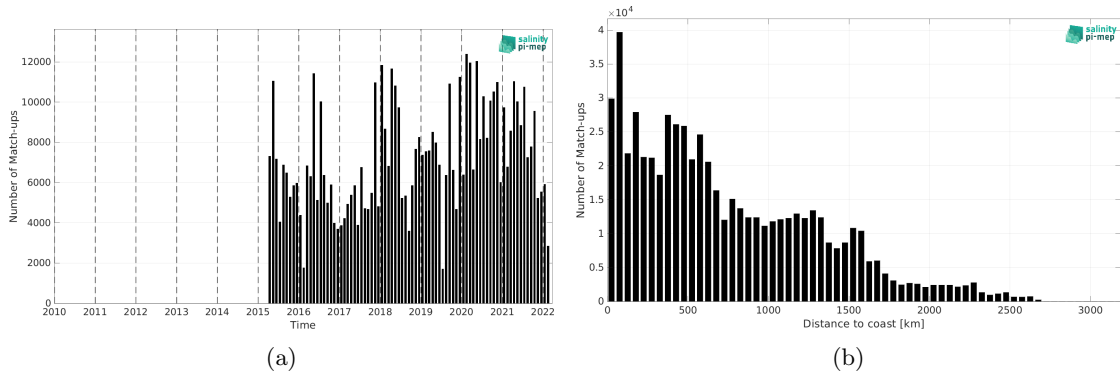 salinity
pi-mep
12000
10000
8000
6000
4000
2000
0
Number of Match-ups
2010 2011 2012 2013 2014 2015 2016 2017 2018 2019 2020 2021 2022
Time
(a)
×10⁴
salinity
pi-mep
4
3.5
3
2.5
2
1.5
1
0.5
0
Number of Match-ups
0 500 1000 1500 2000 2500 3000
Distance to coast [km]
(b)